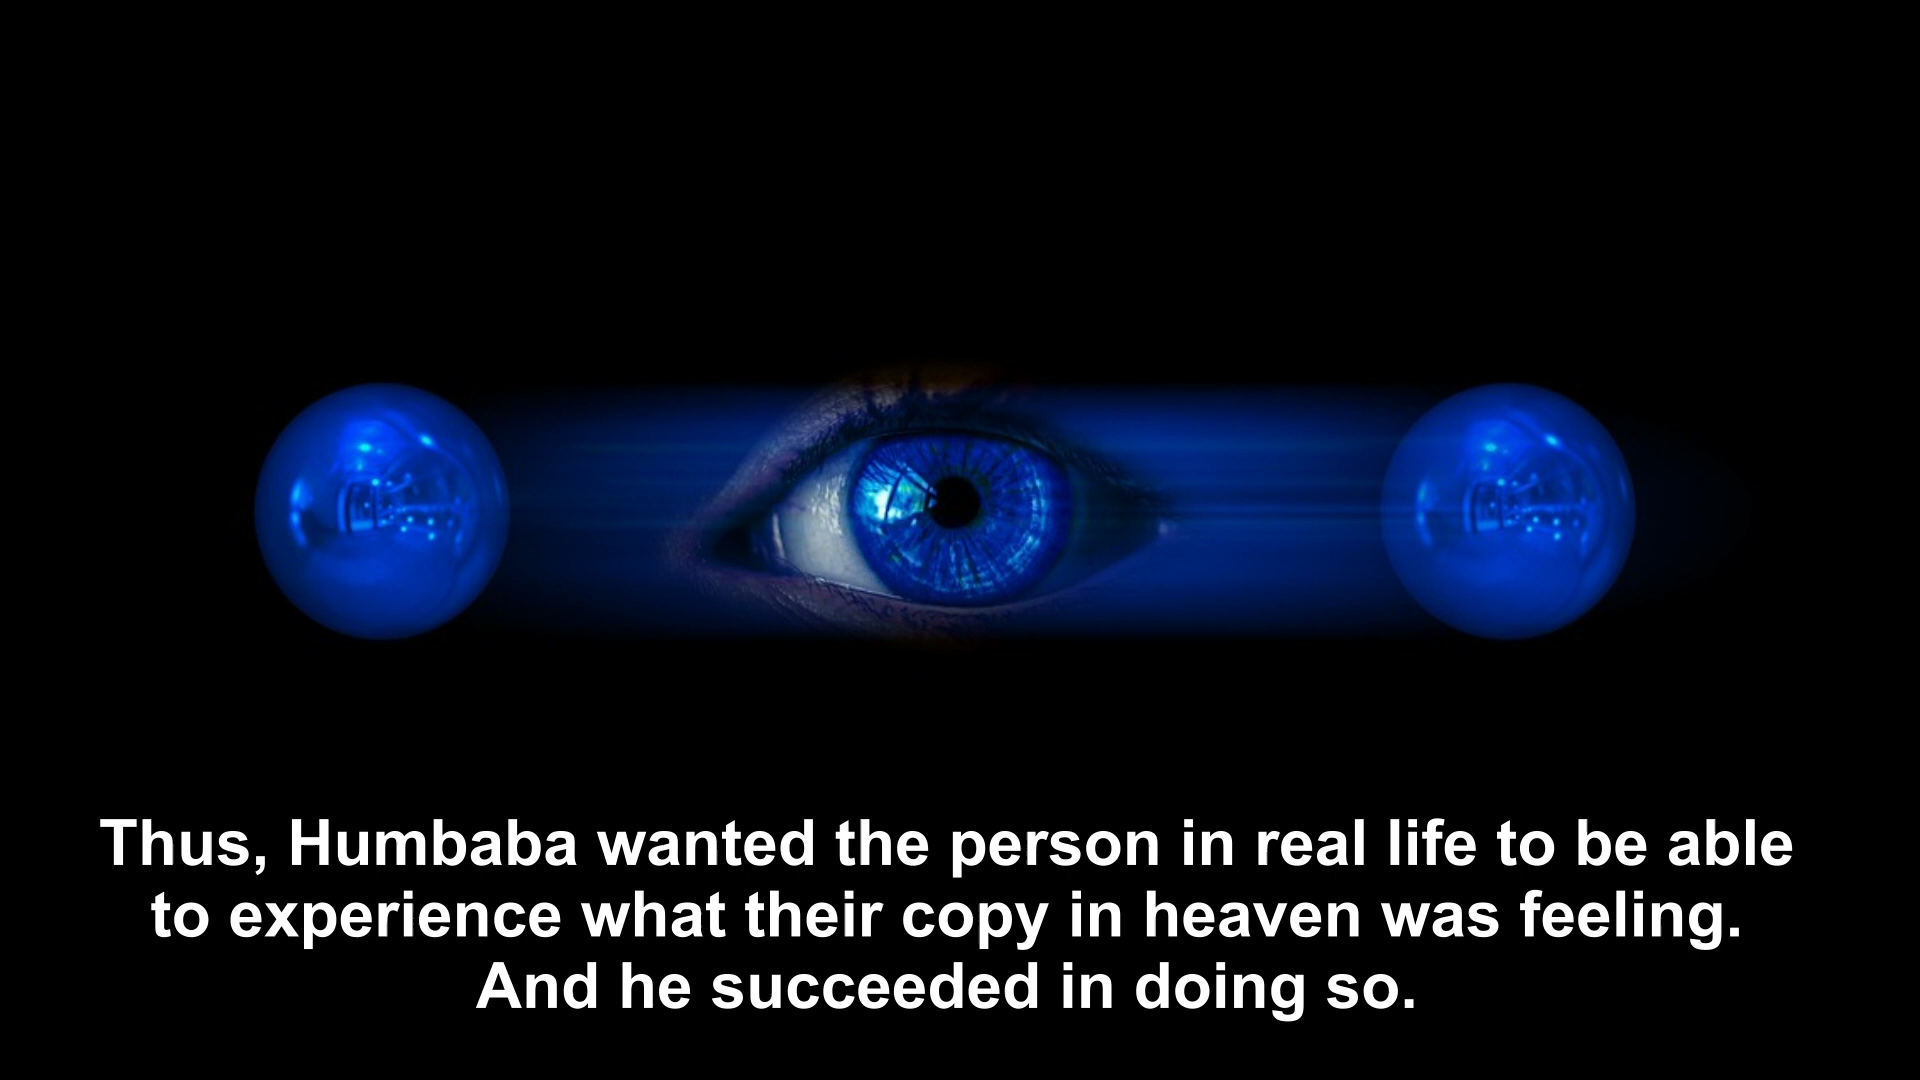 Thus, Humbaba wanted the person in real life to be able
to experience what their copy in heaven was feeling.
And he succeeded in doing so.